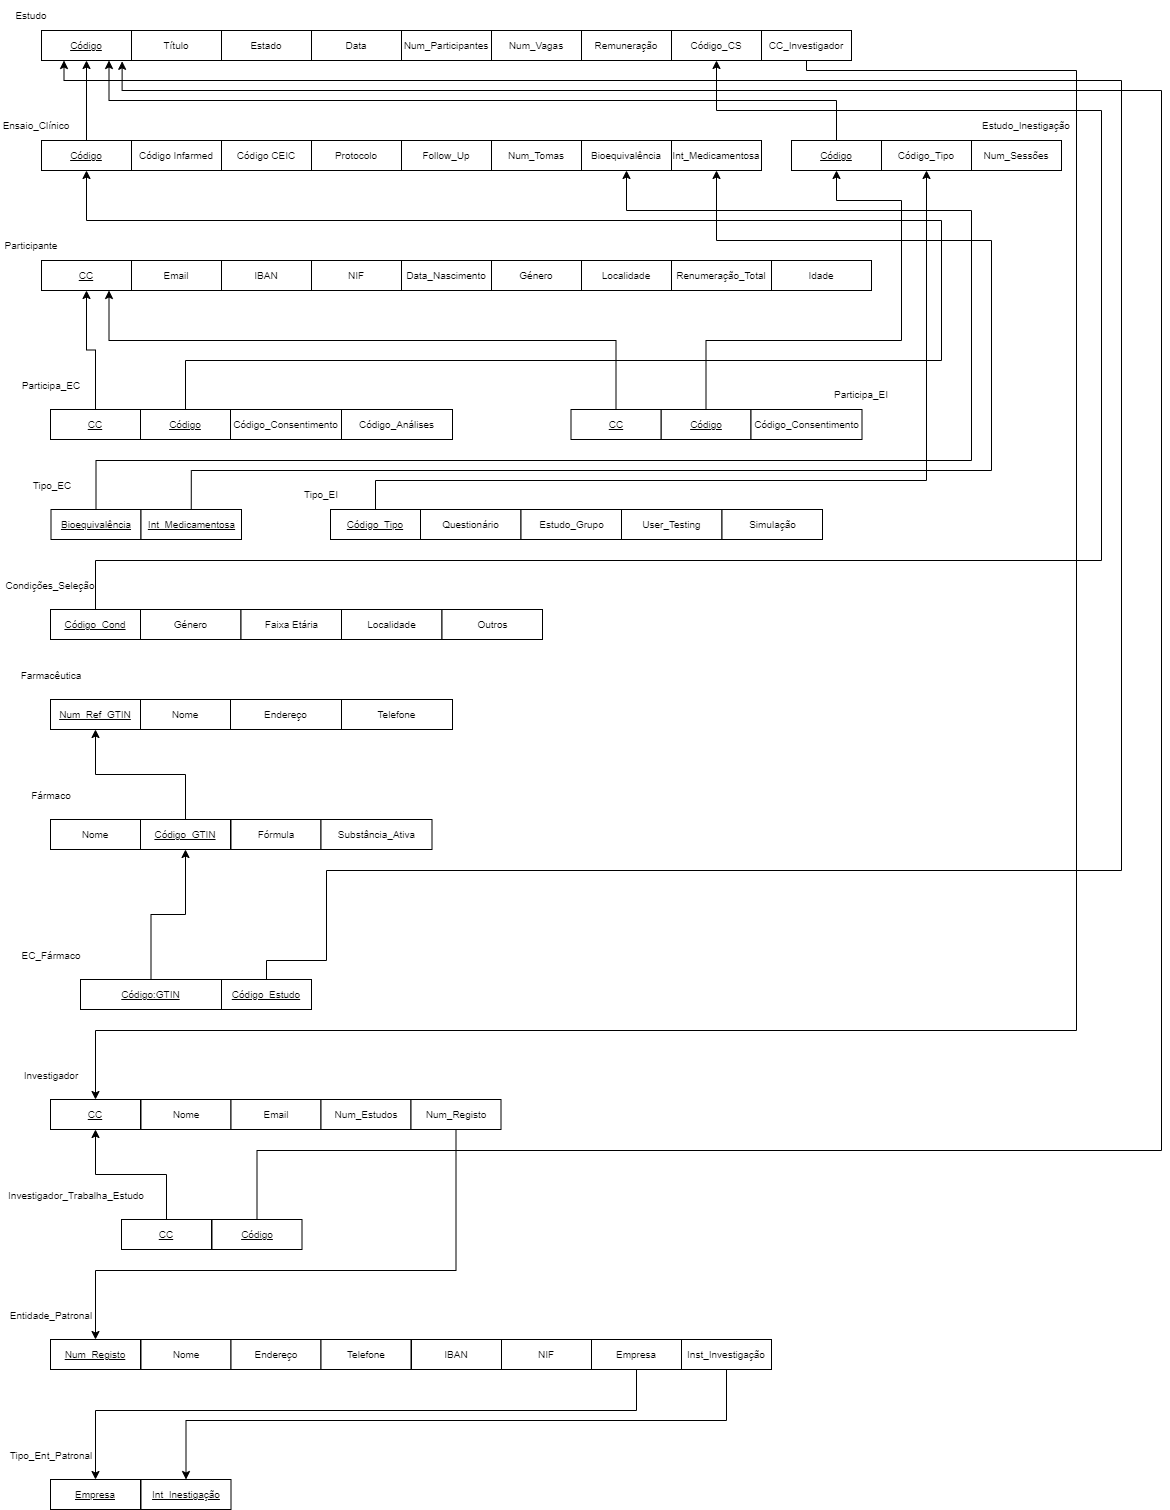 Estudo
Código Título Estado Data Num_Participantes Num_Vagas Remuneração Código_CS CC_Investigador
Ensaio_Clínico Estudo_Inestigação
Código Código Infarmed Código CEIC Protocolo Follow_Up Num_Tomas Bioequivalência Int_Medicamentosa Código Código_Tipo Num_Sessões
Participante
CC Email IBAN NIF Data_Nascimento Género Localidade Renumeração_Total Idade
Participa_EC Participa_EI
CC Código Código_Consentimento Código_Análises CC Código Código_Consentimento
Tipo_EC Tipo_EI
Bioequivalência Int_Medicamentosa Código_Tipo Questionário Estudo_Grupo User_Testing Simulação
Condições_Seleção
Código_Cond Género Faixa Etária Localidade Outros
Farmacêutica
Num_Ref_GTIN Nome Endereço Telefone
Fármaco
Nome Código_GTIN Fórmula Substância_Ativa
EC_Fármaco
Código:GTIN Código_Estudo
Investigador
CC Nome Email Num_Estudos Num_Registo
Investigador_Trabalha_Estudo
CC Código
Entidade_Patronal
Num_Registo Nome Endereço Telefone IBAN NIF Empresa Inst_Investigação
Tipo_Ent_Patronal
Empresa Int_Inestigação